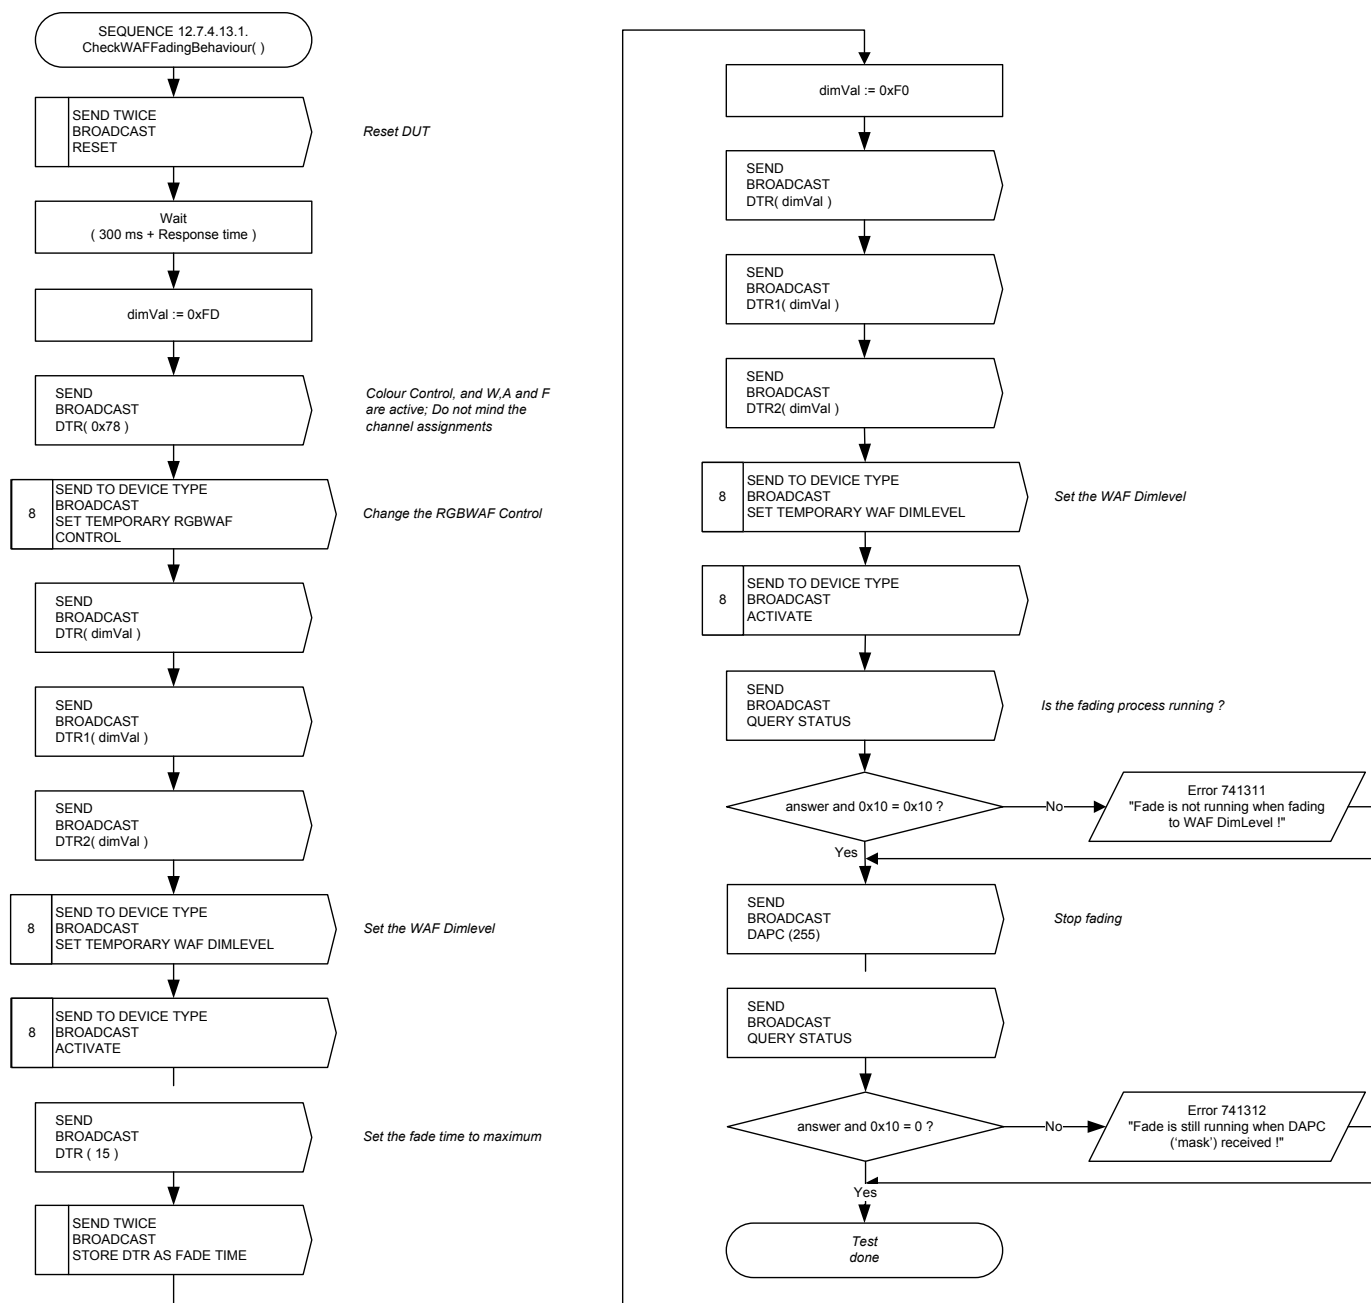 SEQUENCE 12.7.4.13.1.
CheckWAFFadingBehaviour( )
SEND TWICE
BROADCAST
RESET
Reset DUT
Wait
( 300 ms + Response time )
dimVal := 0xFD
SEND
BROADCAST
DTR( 0x78 )
Colour Control, and W,A and F
are active; Do not mind the
channel assignments
8
SEND TO DEVICE TYPE
BROADCAST
SET TEMPORARY RGBWAF
CONTROL
Change the RGBWAF Control
SEND
BROADCAST
DTR( dimVal )
SEND
BROADCAST
DTR1( dimVal )
SEND
BROADCAST
DTR2( dimVal )
8
SEND TO DEVICE TYPE
BROADCAST
SET TEMPORARY WAF DIMLEVEL
Set the WAF Dimlevel
8
SEND TO DEVICE TYPE
BROADCAST
ACTIVATE
SEND
BROADCAST
DTR ( 15 )
Set the fade time to maximum
SEND TWICE
BROADCAST
STORE DTR AS FADE TIME
dimVal := 0xF0
SEND
BROADCAST
DTR( dimVal )
SEND
BROADCAST
DTR1( dimVal )
SEND
BROADCAST
DTR2( dimVal )
8
SEND TO DEVICE TYPE
BROADCAST
SET TEMPORARY WAF DIMLEVEL
Set the WAF Dimlevel
8
SEND TO DEVICE TYPE
BROADCAST
ACTIVATE
SEND
BROADCAST
QUERY STATUS
Is the fading process running ?
answer and 0x10 = 0x10 ?
No
Error 741311
"Fade is not running when fading
to WAF DimLevel !"
Yes
SEND
BROADCAST
DAPC (255)
Stop fading
SEND
BROADCAST
QUERY STATUS
answer and 0x10 = 0 ?
No
Error 741312
"Fade is still running when DAPC
(‘mask’) received !"
Yes
Test
done